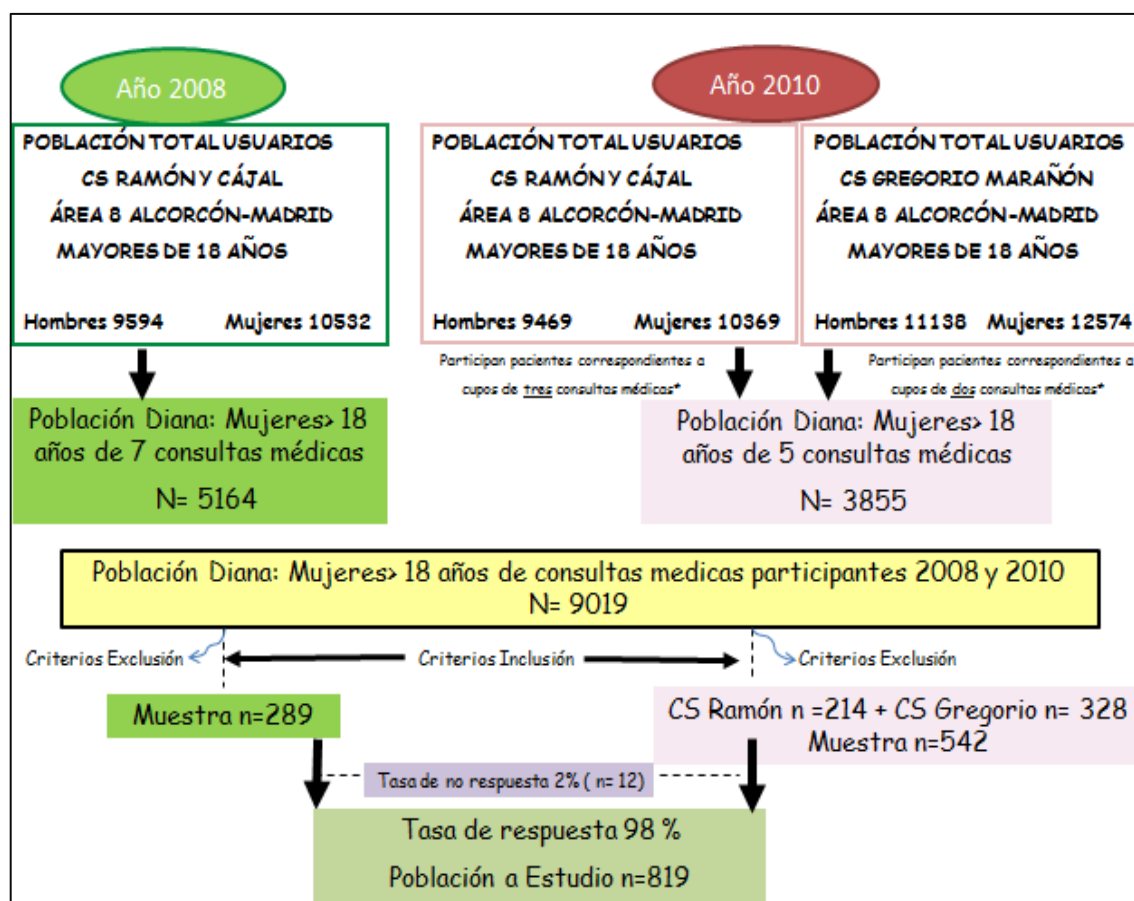 Año 2008
POBLACIÓN TOTAL USUARIOS
CS RAMÓN Y CÁJAL
ÁREA 8 ALCORCÓN-MADRID
MAYORES DE 18 AÑOS
Hombres 9594 Mujeres 10532
Población Diana: Mujeres> 18
años de 7 consultas médicas
N= 5164
Año 2010
POBLACIÓN TOTAL USUARIOS
CS RAMÓN Y CÁJAL
ÁREA 8 ALCORCÓN-MADRID
MAYORES DE 18 AÑOS
Hombres 9469 Mujeres 10369
Participan pacientes correspondientes a
cupos de tres consultas médicas*
POBLACIÓN TOTAL USUARIOS
CS GREGORIO MARAÑÓN
ÁREA 8 ALCORCÓN-MADRID
MAYORES DE 18 AÑOS
Hombres 11138 Mujeres 12574
Participan pacientes correspondientes a
cupos de dos consultas médicas*
Población Diana: Mujeres> 18
años de 5 consultas médicas
N= 3855
Población Diana: Mujeres> 18 años de consultas medicas participantes 2008 y 2010
N= 9019
Criterios Exclusión
Criterios Inclusión
Criterios Exclusión
Muestra n=289
CS Ramón n =214 + CS Gregorio n= 328
Muestra n=542
Tasa de no respuesta 2% ( n= 12)
Tasa de respuesta 98 %
Población a Estudio n=819